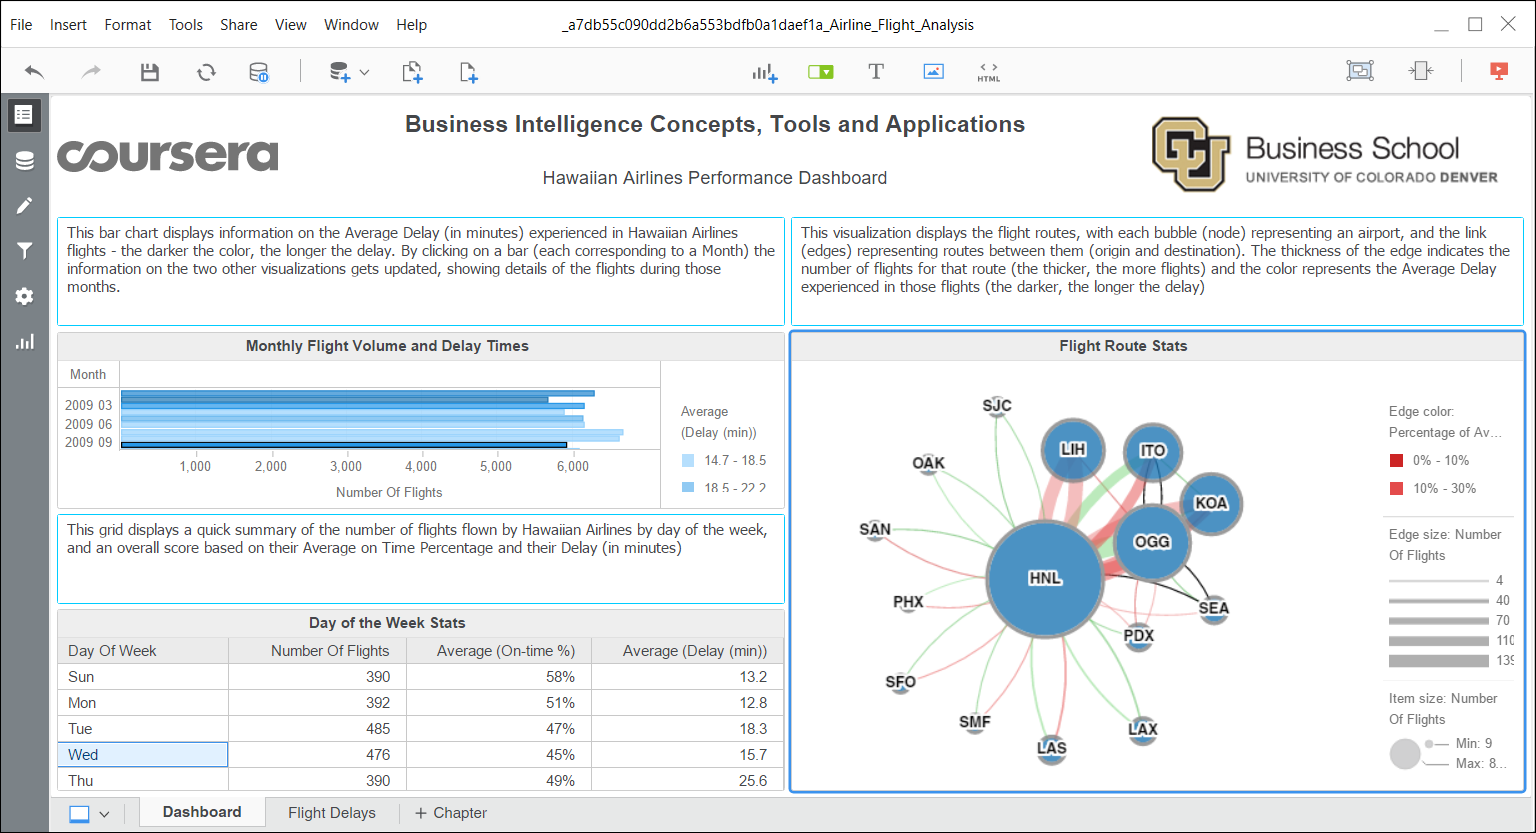 File Insert Format Tools Share View Window Help
_a7db55c090dd2b6a553bdfb0a1daef1a_Airline_Flight_Analysis
HTML
coursera
Business Intelligence Concepts, Tools and Applications
Hawaiian Airlines Performance Dashboard
CU
Business School
UNIVERSITY OF COLORADO DENVER
This bar chart displays information on the Average Delay (in minutes) experienced in Hawaiian Airlines
flights - the darker the color, the longer the delay. By clicking on a bar (each corresponding to a Month) the
information on the two other visualizations gets updated, showing details of the flights during those
months.
This visualization displays the flight routes, with each bubble (node) representing an airport, and the link
(edges) representing routes between them (origin and destination). The thickness of the edge indicates the
number of flights for that route (the thicker, the more flights) and the color represents the Average Delay
experienced in those flights (the darker, the longer the delay)
Monthly Flight Volume and Delay Times
Month
2009 03
2009 06
2009 09
1,000 2,000 3,000 4,000 5,000 6,000
Number Of Flights
Average
(Delay (min))
14.7 - 18.5
18.5 - 22.2
This grid displays a quick summary of the number of flights flown by Hawaiian Airlines by day of the week,
and an overall score based on their Average on Time Percentage and their Delay (in minutes)
Day of the Week Stats
Day Of Week Number Of Flights Average (On-time %) Average (Delay (min))
Sun 390 58% 13.2
Mon 392 51% 12.8
Tue 485 47% 18.3
Wed 476 45% 15.7
Thu 390 49% 25.6
Flight Route Stats
SJC
LIH
ITO
OAK
KOA
SAN
OGG
HNL
PHX
SEA
PDX
SFO
SMF
LAX
LAS
Edge color:
Percentage of Av...
0% - 10%
10% - 30%
Edge size: Number
Of Flights
4
40
70
110
139
Item size: Number
Of Flights
Min: 9
Max: 8...
Dashboard Flight Delays + Chapter